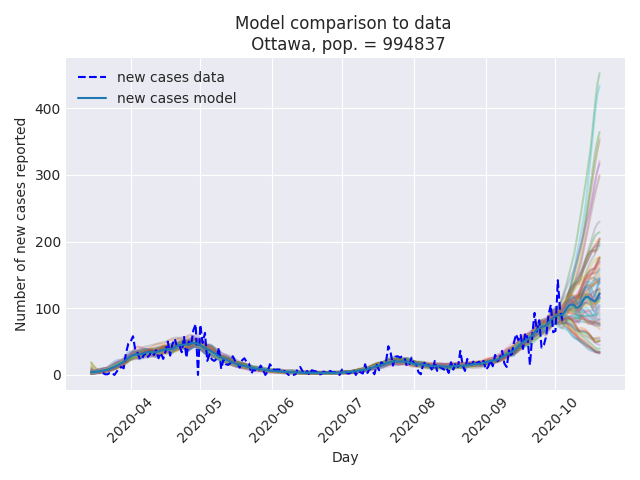 Model comparison to data
Ottawa, pop. = 994837
new cases data
new cases model
Number of new cases reported
400
300
200
100
0
2020-04
2020-05
2020-06
2020-07
2020-08
2020-09
2020-10
Day